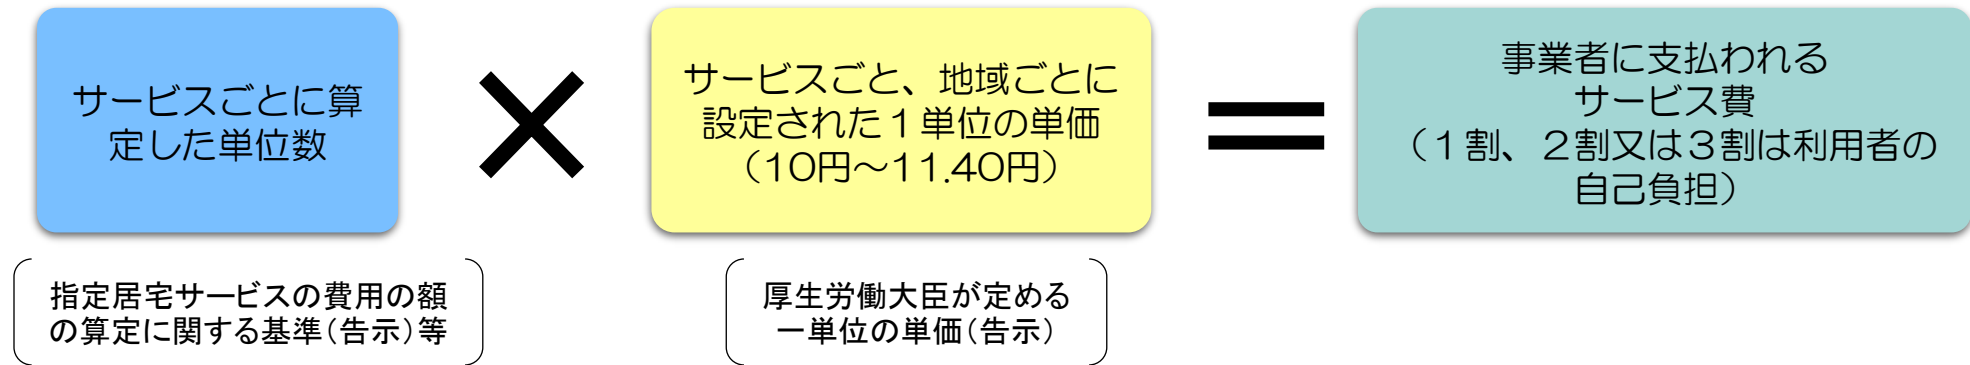 サービスごとに算
定した単位数
×
サービスごと、地域ごとに
設定された１単位の単価
（10円～11.40円）
＝
事業者に支払われる
サービス費
（１割、２割又は３割は利用者の
自己負担）
指定居宅サービスの費用の額
の算定に関する基準（告示）等
厚生労働大臣が定める
一単位の単価（告示）